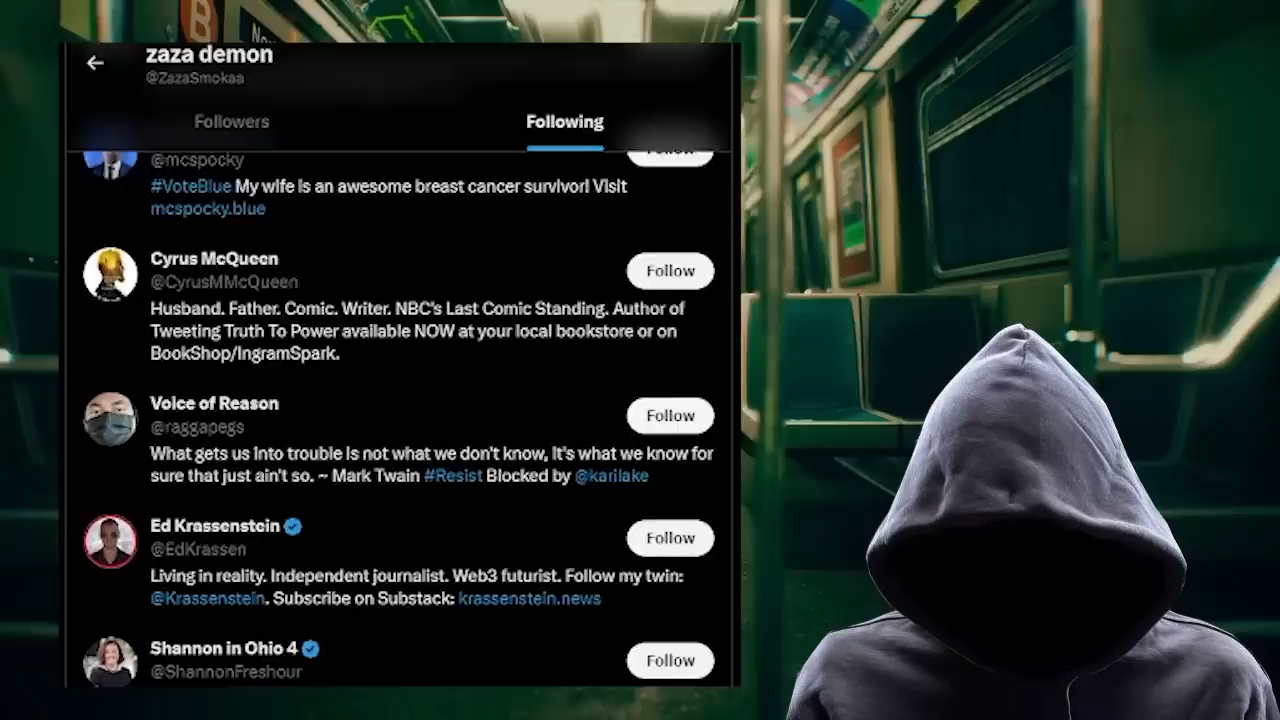 zaza demon
@ZazaSmokaa
Followers
Following
@mcspocky
Follow
#VoteBlue My wife is an awesome breast cancer survivor! Visit
mcspocky.blue
Cyrus McQueen
@CyrusMMcQueen
Follow
Husband. Father. Comic. Writer. NBC's Last Comic Standing. Author of
Tweeting Truth To Power available NOW at your local bookstore or on
BookShop/IngramSpark.
Voice of Reason
@raggapegs
Follow
What gets us into trouble is not what we don't know, it's what we know for
sure that just ain't so. ~ Mark Twain #Resist Blocked by @karilake
Ed Krassenstein
@EdKrassen
Follow
Living in reality. Independent journalist. Web3 futurist. Follow my twin:
@Krassenstein. Subscribe on Substack: krassenstein.news
Shannon in Ohio 4
@ShannonFreshour
Follow